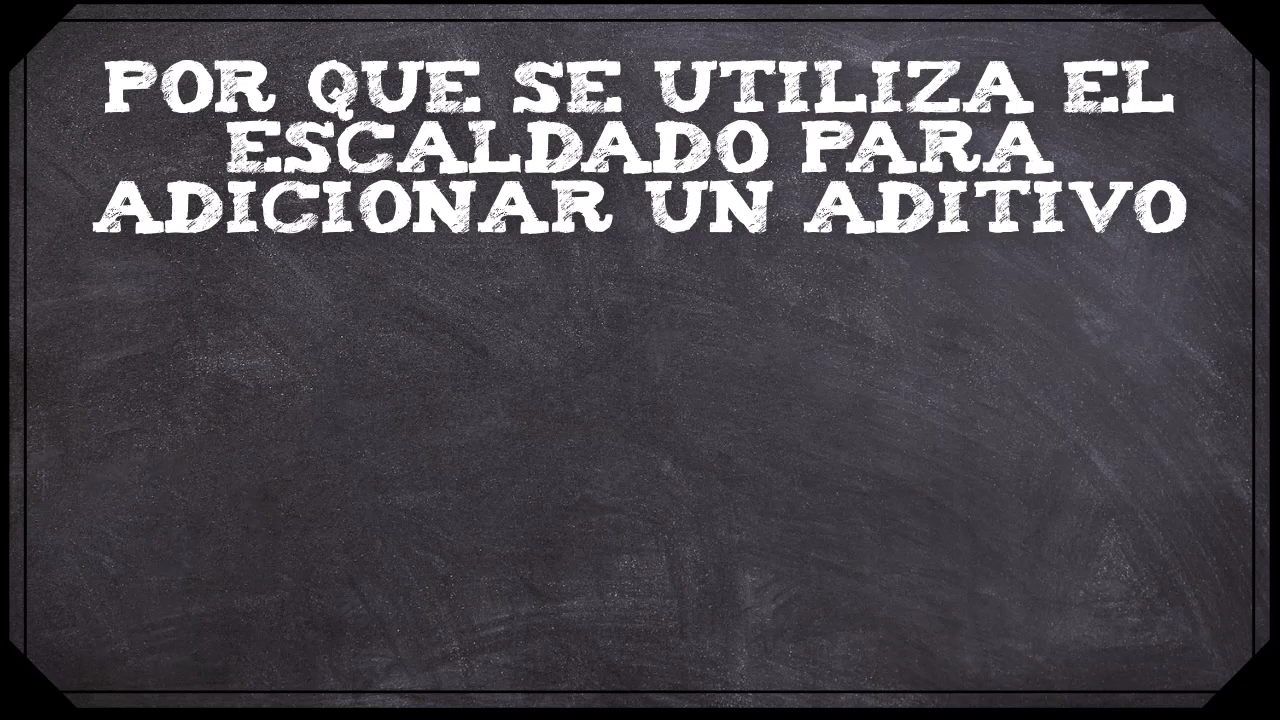 POR QUE SE UTILIZA EL
ESCALDADO PARA
ADICIONAR UN ADITIVO